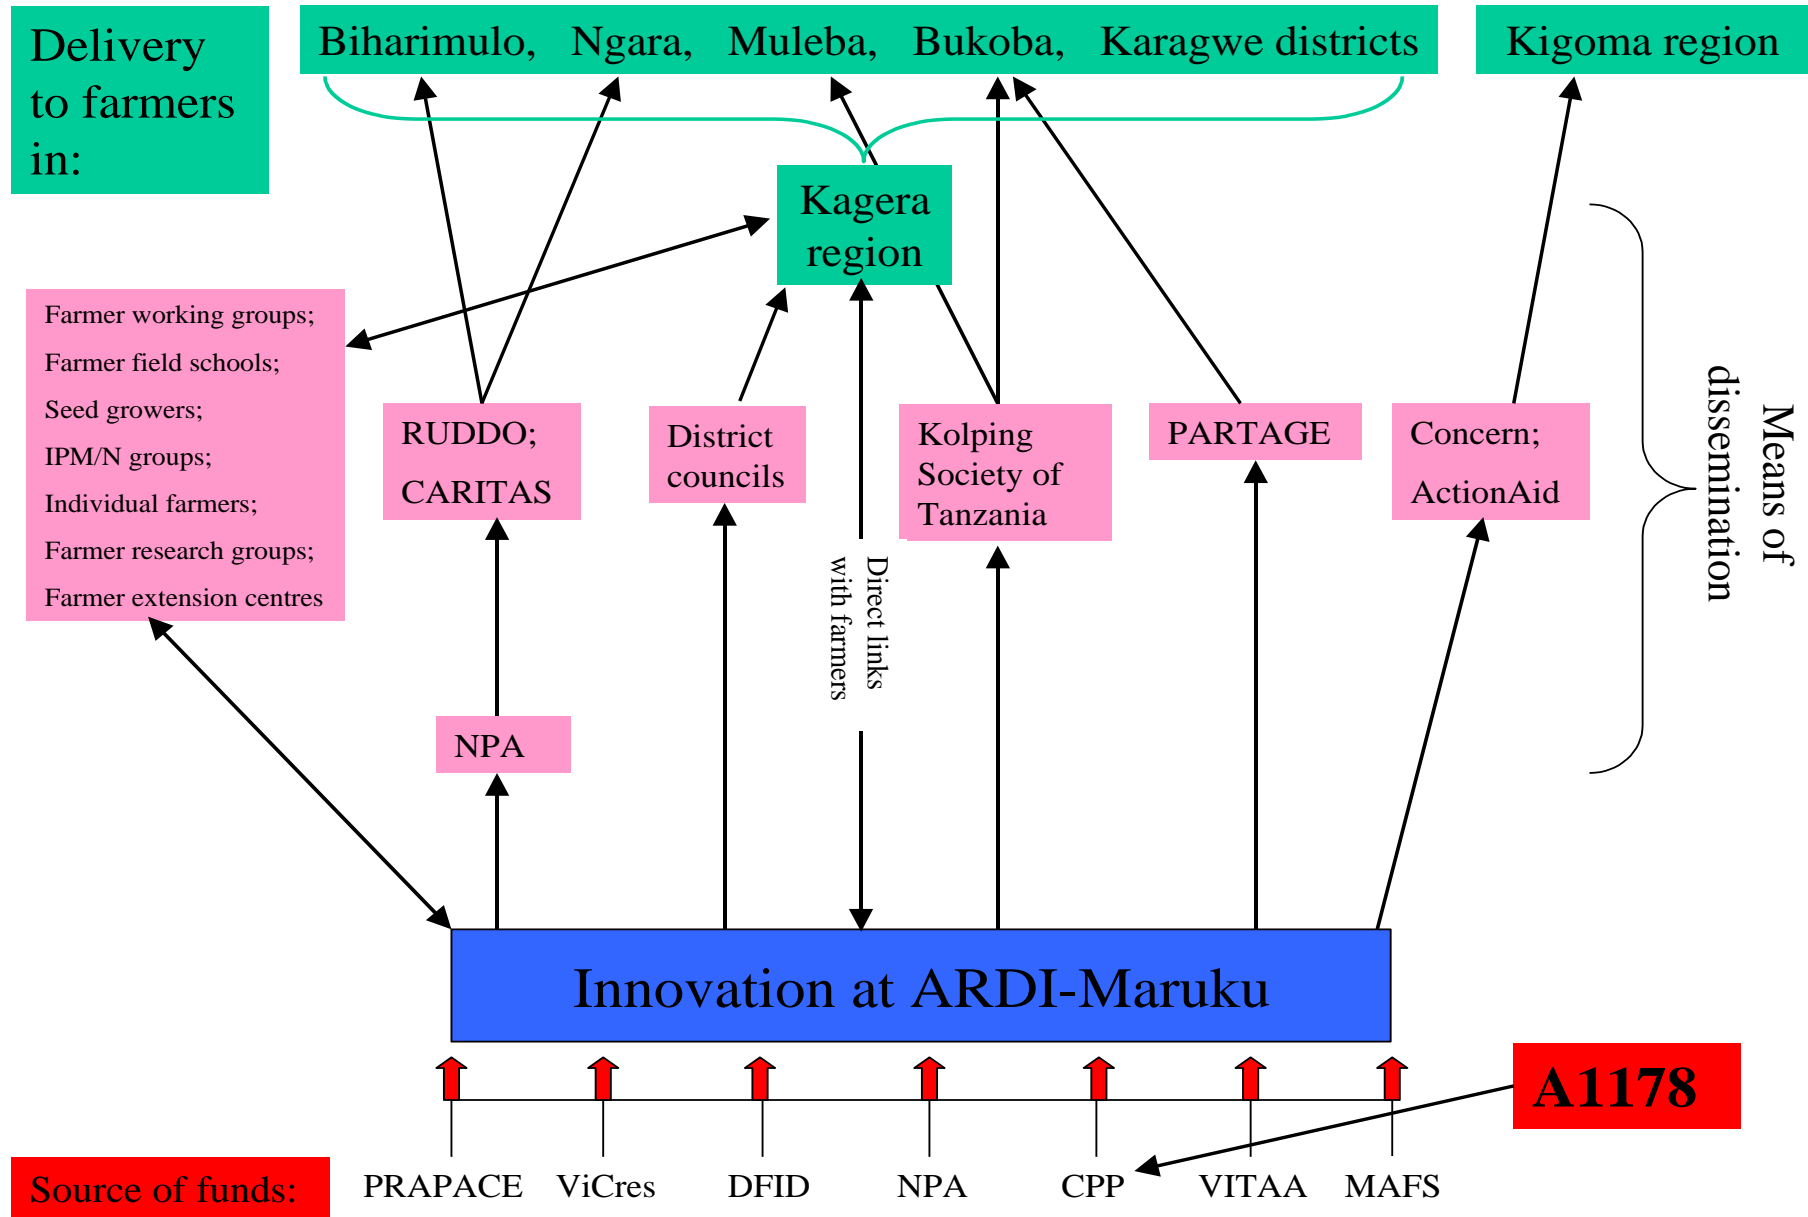 Delivery
to farmers
in:
Biharimulo, Ngara, Muleba, Bukoba, Karagwe districts
Kigoma region
Kagera
region
Farmer working groups;
Farmer field schools;
Seed growers;
IPM/N groups;
Individual farmers;
Farmer research groups;
Farmer extension centres
RUDDO;
CARITAS
District
councils
Kolping
Society of
Tanzania
PARTAGE
Concern;
ActionAid
Means of
dissemination
Direct links
with farmers
NPA
Innovation at ARDI-Maruku
A1178
Source of funds:
PRAPACE ViCres DFID NPA CPP VITAA MAFS